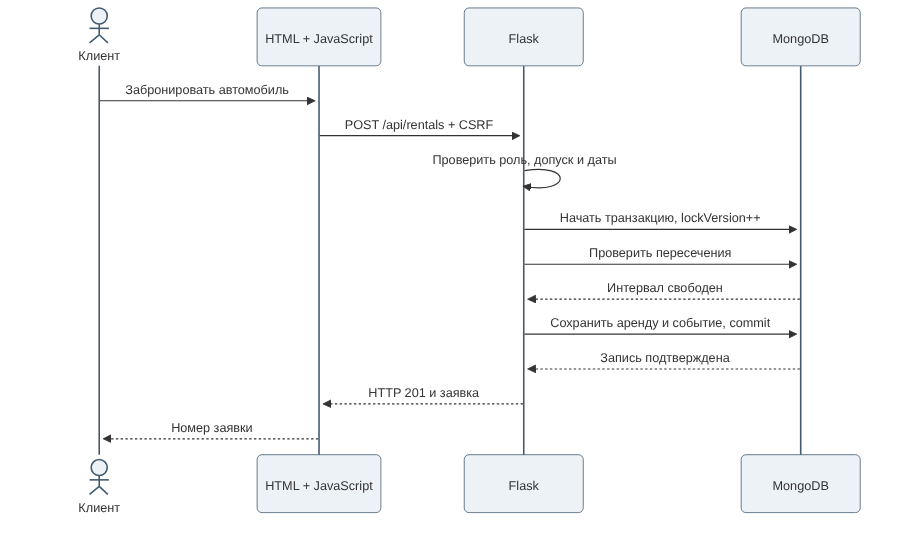 Клиент
HTML + JavaScript
Flask
MongoDB
Забронировать автомобиль
POST /api/rentals + CSRF
Проверить роль, допуск и даты
Начать транзакцию, lockVersion++
Проверить пересечения
Интервал свободен
Сохранить аренду и событие, commit
Запись подтверждена
HTTP 201 и заявка
Номер заявки
Клиент
HTML + JavaScript
Flask
MongoDB